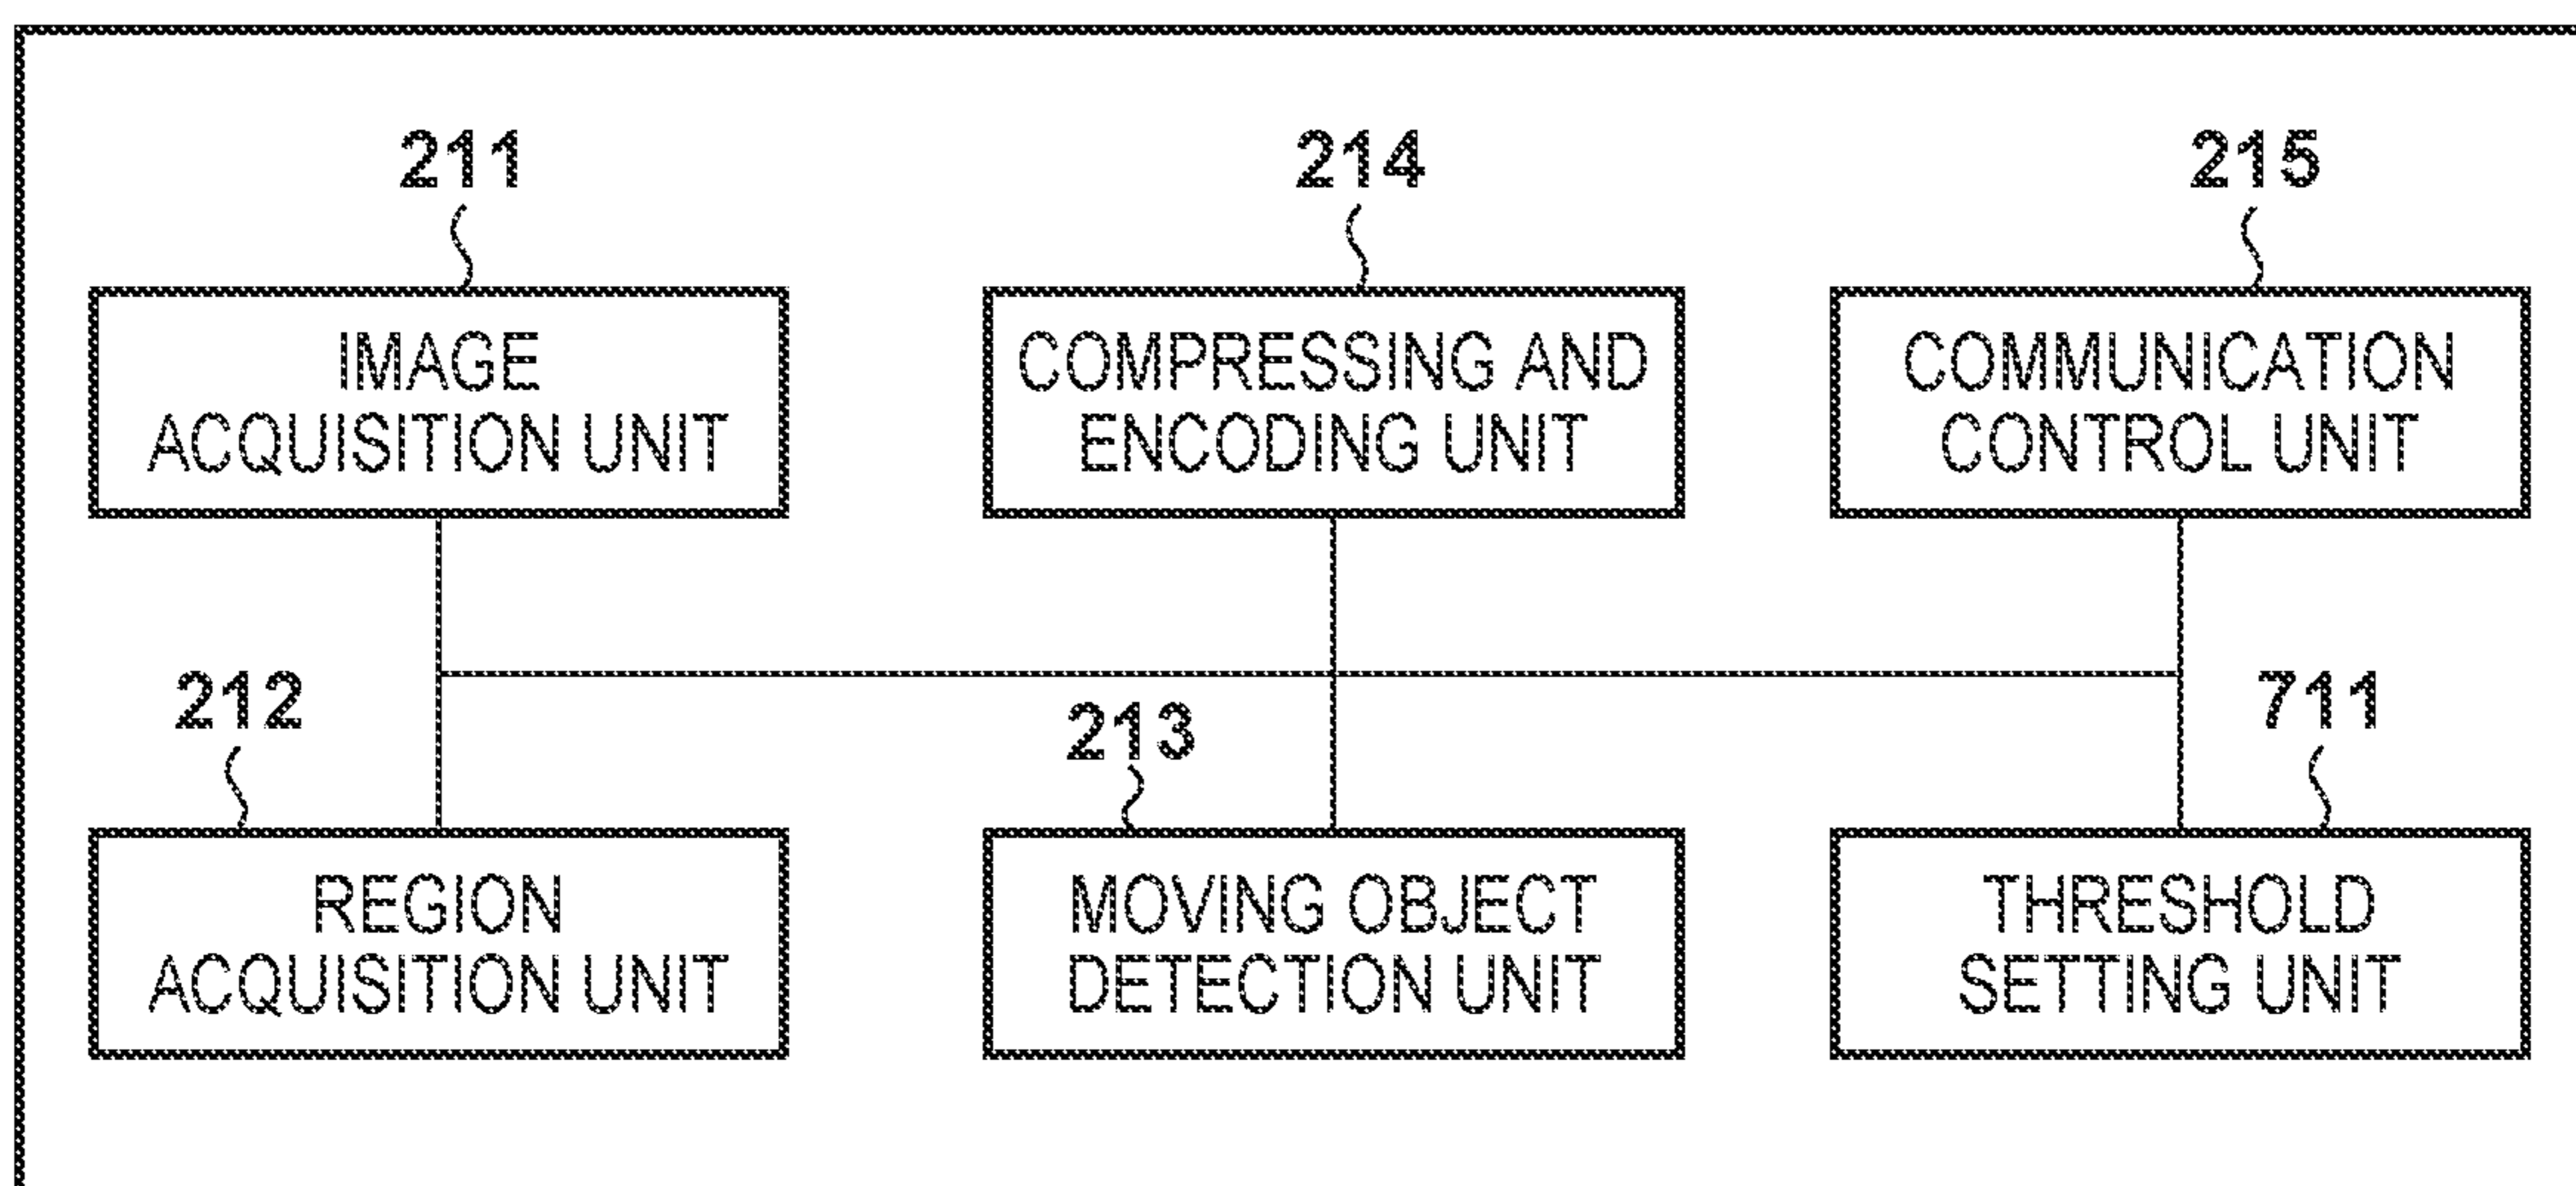 211
214
215
IMAGE
ACQUISITION UNIT
COMPRESSING AND
ENCODING UNIT
COMMUNICATION
CONTROL UNIT
212
213
711
REGION
ACQUISITION UNIT
MOVING OBJECT
DETECTION UNIT
THRESHOLD
SETTING UNIT